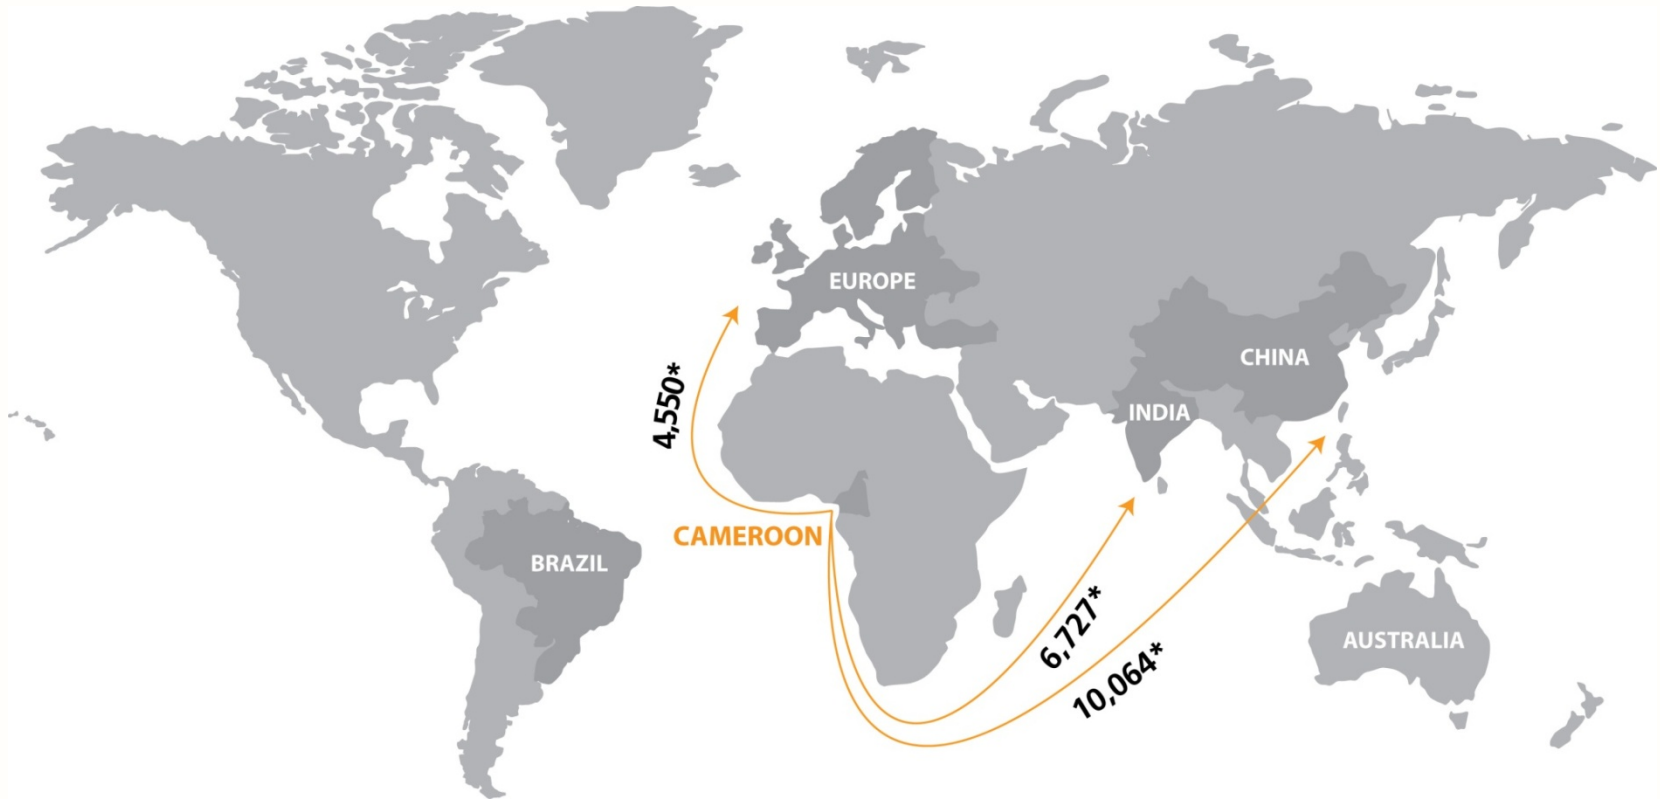 EUROPE
CHINA
4,550*
INDIA
CAMEROON
BRAZIL
6,727*
AUSTRALIA
10,064*